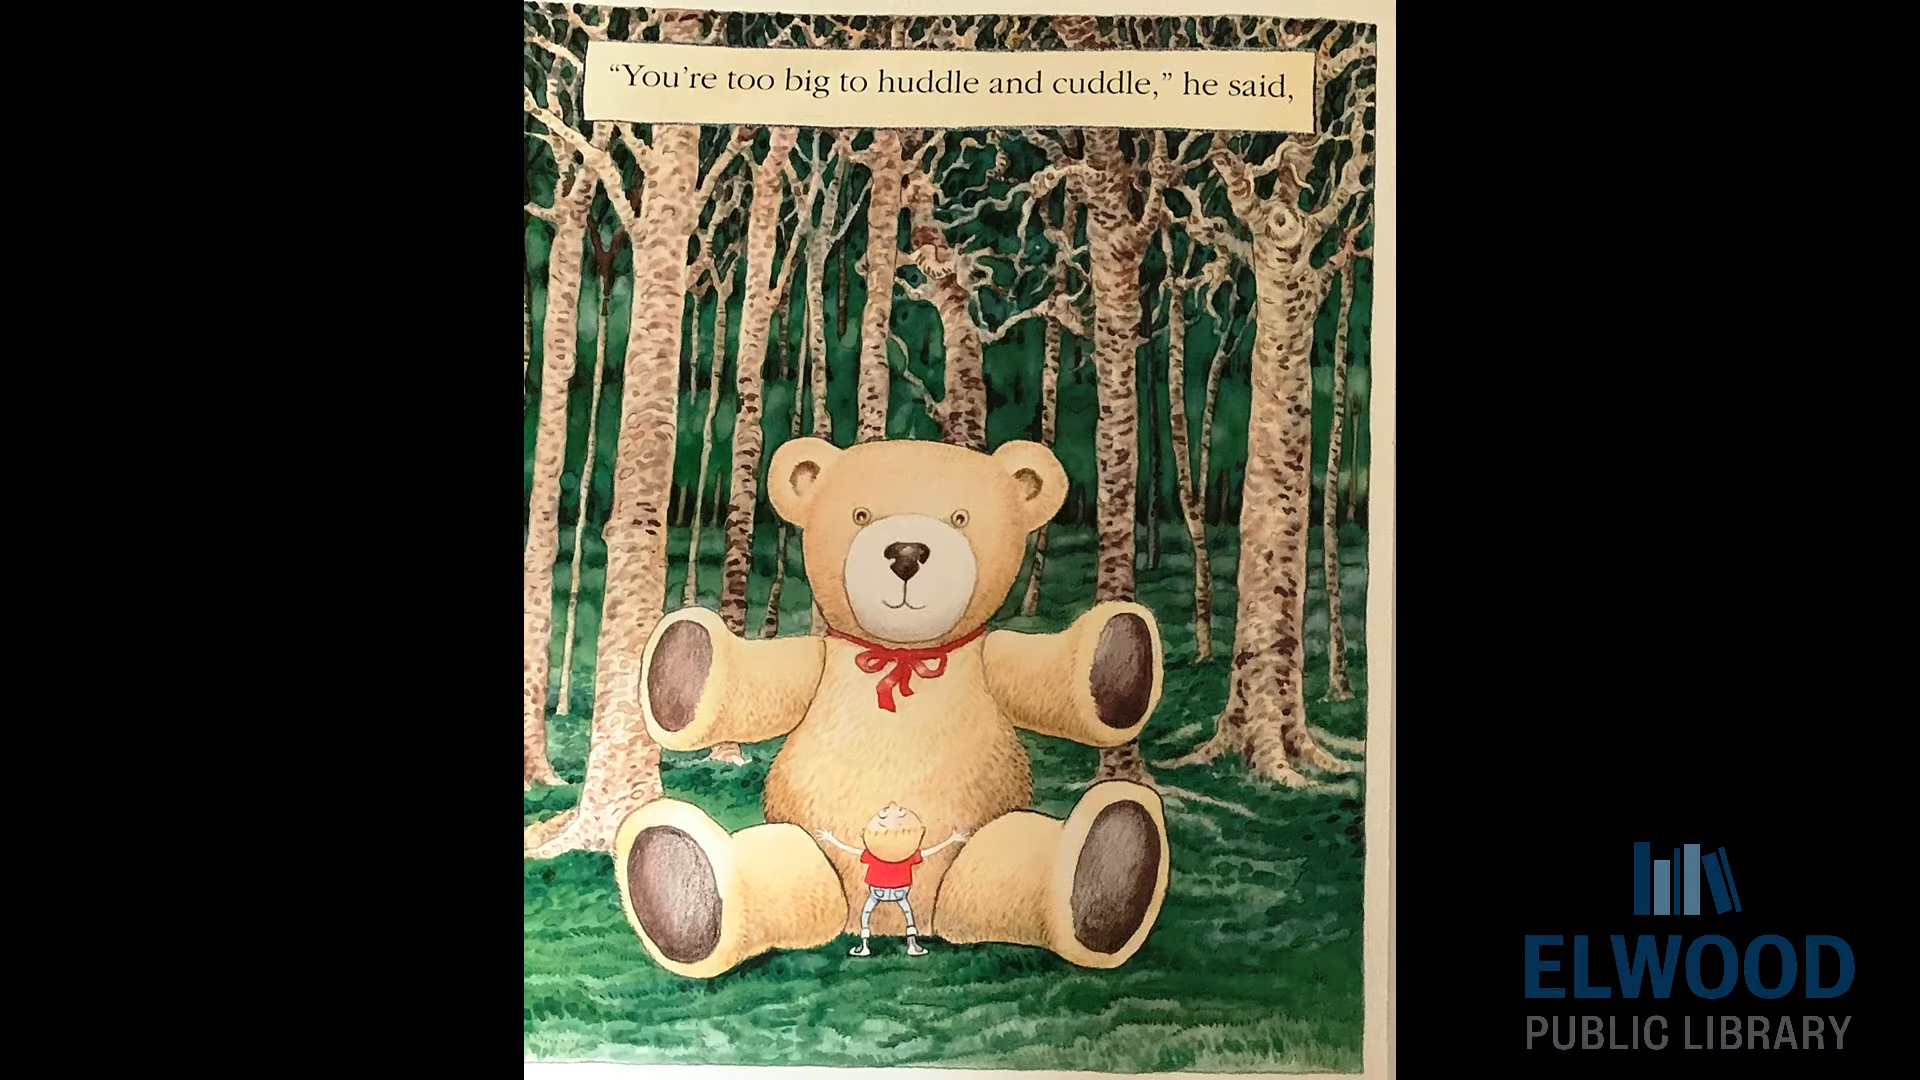 “You’re too big to huddle and cuddle,” he said,
ELWOOD
PUBLIC LIBRARY